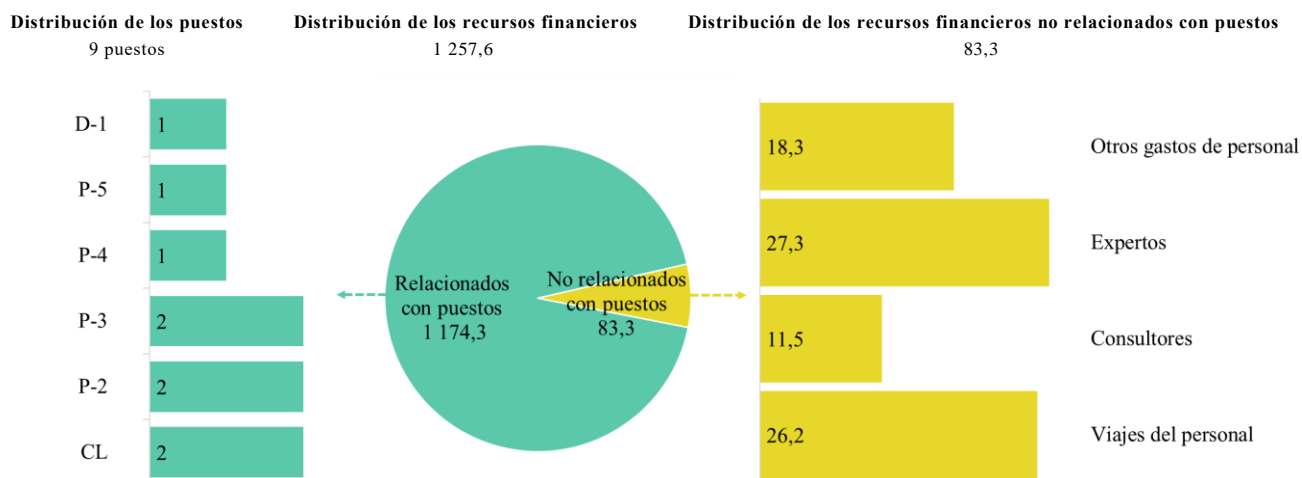 Distribución de los puestos
9 puestos
D-1
1
P-5
1
P-4
1
P-3
2
P-2
2
CL
2
Distribución de los recursos financieros
1 257,6
Relacionados
con puestos
1 174,3
No relacionados
con puestos
83,3
Distribución de los recursos financieros no relacionados con puestos
83,3
18,3
Otros gastos de personal
27,3
Expertos
11,5
Consultores
26,2
Viajes del personal